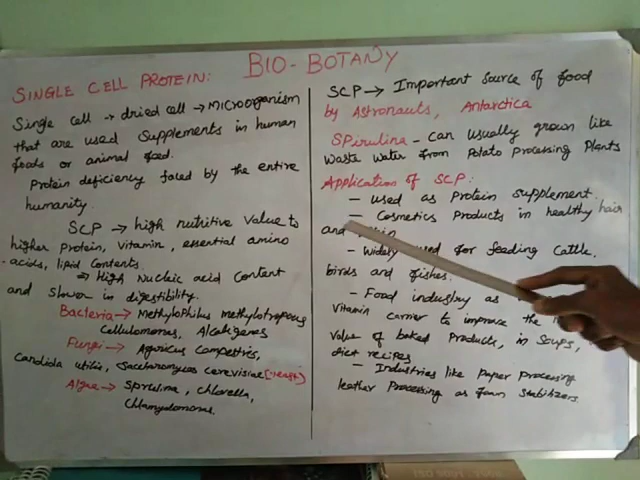 BIO-BOTANY
SINGLE CELL PROTEIN:
Single cell → dried cell → microorganism
that are used Supplements in human
foods or animal feed.
Protein deficiency faced by the entire
humanity.
SCP → high nutritive value to
higher Protein, Vitamin, essential amino
acids, lipid contents.
⇒ High Nucleic acid content
and slower in digestibility.
Bacteria → Methylophilus methylotropous
Cellulomonas, Alcaligenes
Fungi → Agaricus Campestris,
Candida utilis, Saccharomyces cerevisiae (Yeast)
Algae → Spirulina, chlorella,
Chlamydomonas
SCP → Important Source of food
by Astronauts, Antarctica
SPirulina - can usually grown like
Waste water from Potato Processing Plants
Application of SCP:
- used as Protein supplement.
- Cosmetics Products in healthy hair
and
- Widely used for feading Cattle.
birds and fishes.
- Food industry as
Vitamin carrier to improve the
Value of baked Products, in Soups,
diet recipes
- Industries like Paper Processing
leather Processing as foam Stabilizers